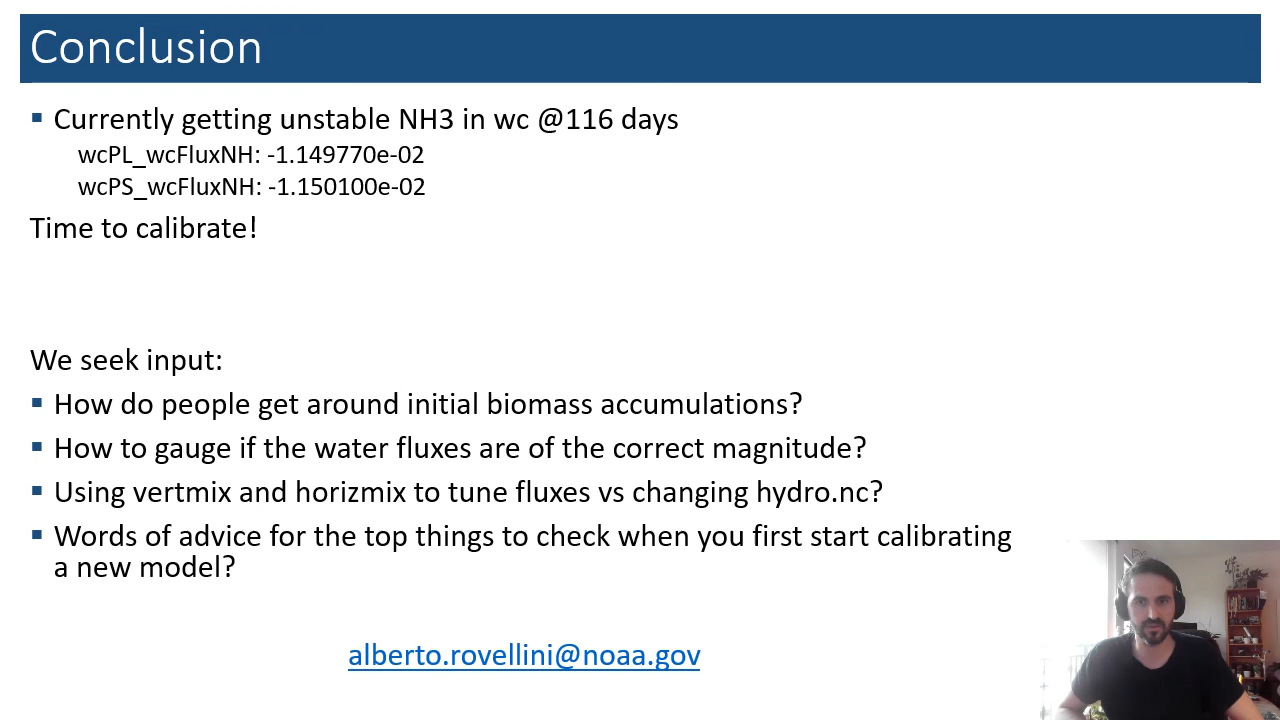 Conclusion
▪ Currently getting unstable NH3 in wc @116 days
wcPL_wcFluxNH: -1.149770e-02
wcPS_wcFluxNH: -1.150100e-02
Time to calibrate!
We seek input:
▪ How do people get around initial biomass accumulations?
▪ How to gauge if the water fluxes are of the correct magnitude?
▪ Using vertmix and horizmix to tune fluxes vs changing hydro.nc?
▪ Words of advice for the top things to check when you first start calibrating
a new model?
alberto.rovellini@noaa.gov